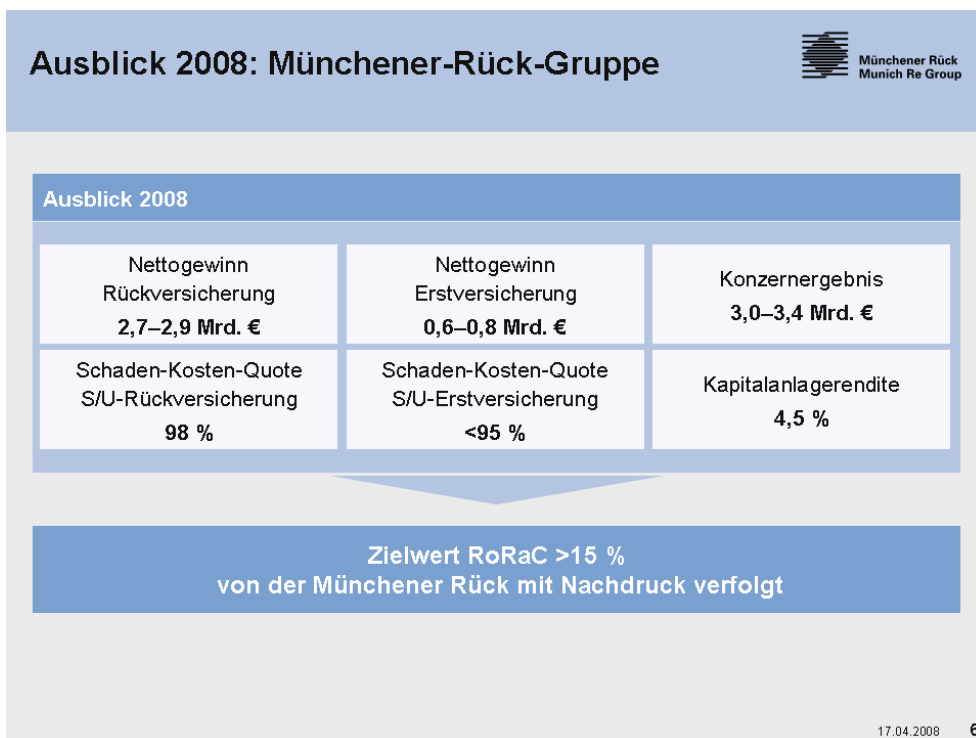 Ausblick 2008: Münchener-Rück-Gruppe
Münchener Rück
Munich Re Group
Ausblick 2008
Nettogewinn
Rückversicherung
2,7–2,9 Mrd. €
Nettogewinn
Erstversicherung
0,6–0,8 Mrd. €
Konzernergebnis
3,0–3,4 Mrd. €
Schaden-Kosten-Quote
S/U-Rückversicherung
98 %
Schaden-Kosten-Quote
S/U-Erstversicherung
<95 %
Kapitalanlagerendite
4,5 %
Zielwert RoRaC >15 %
von der Münchener Rück mit Nachdruck verfolgt
17.04.2008 6